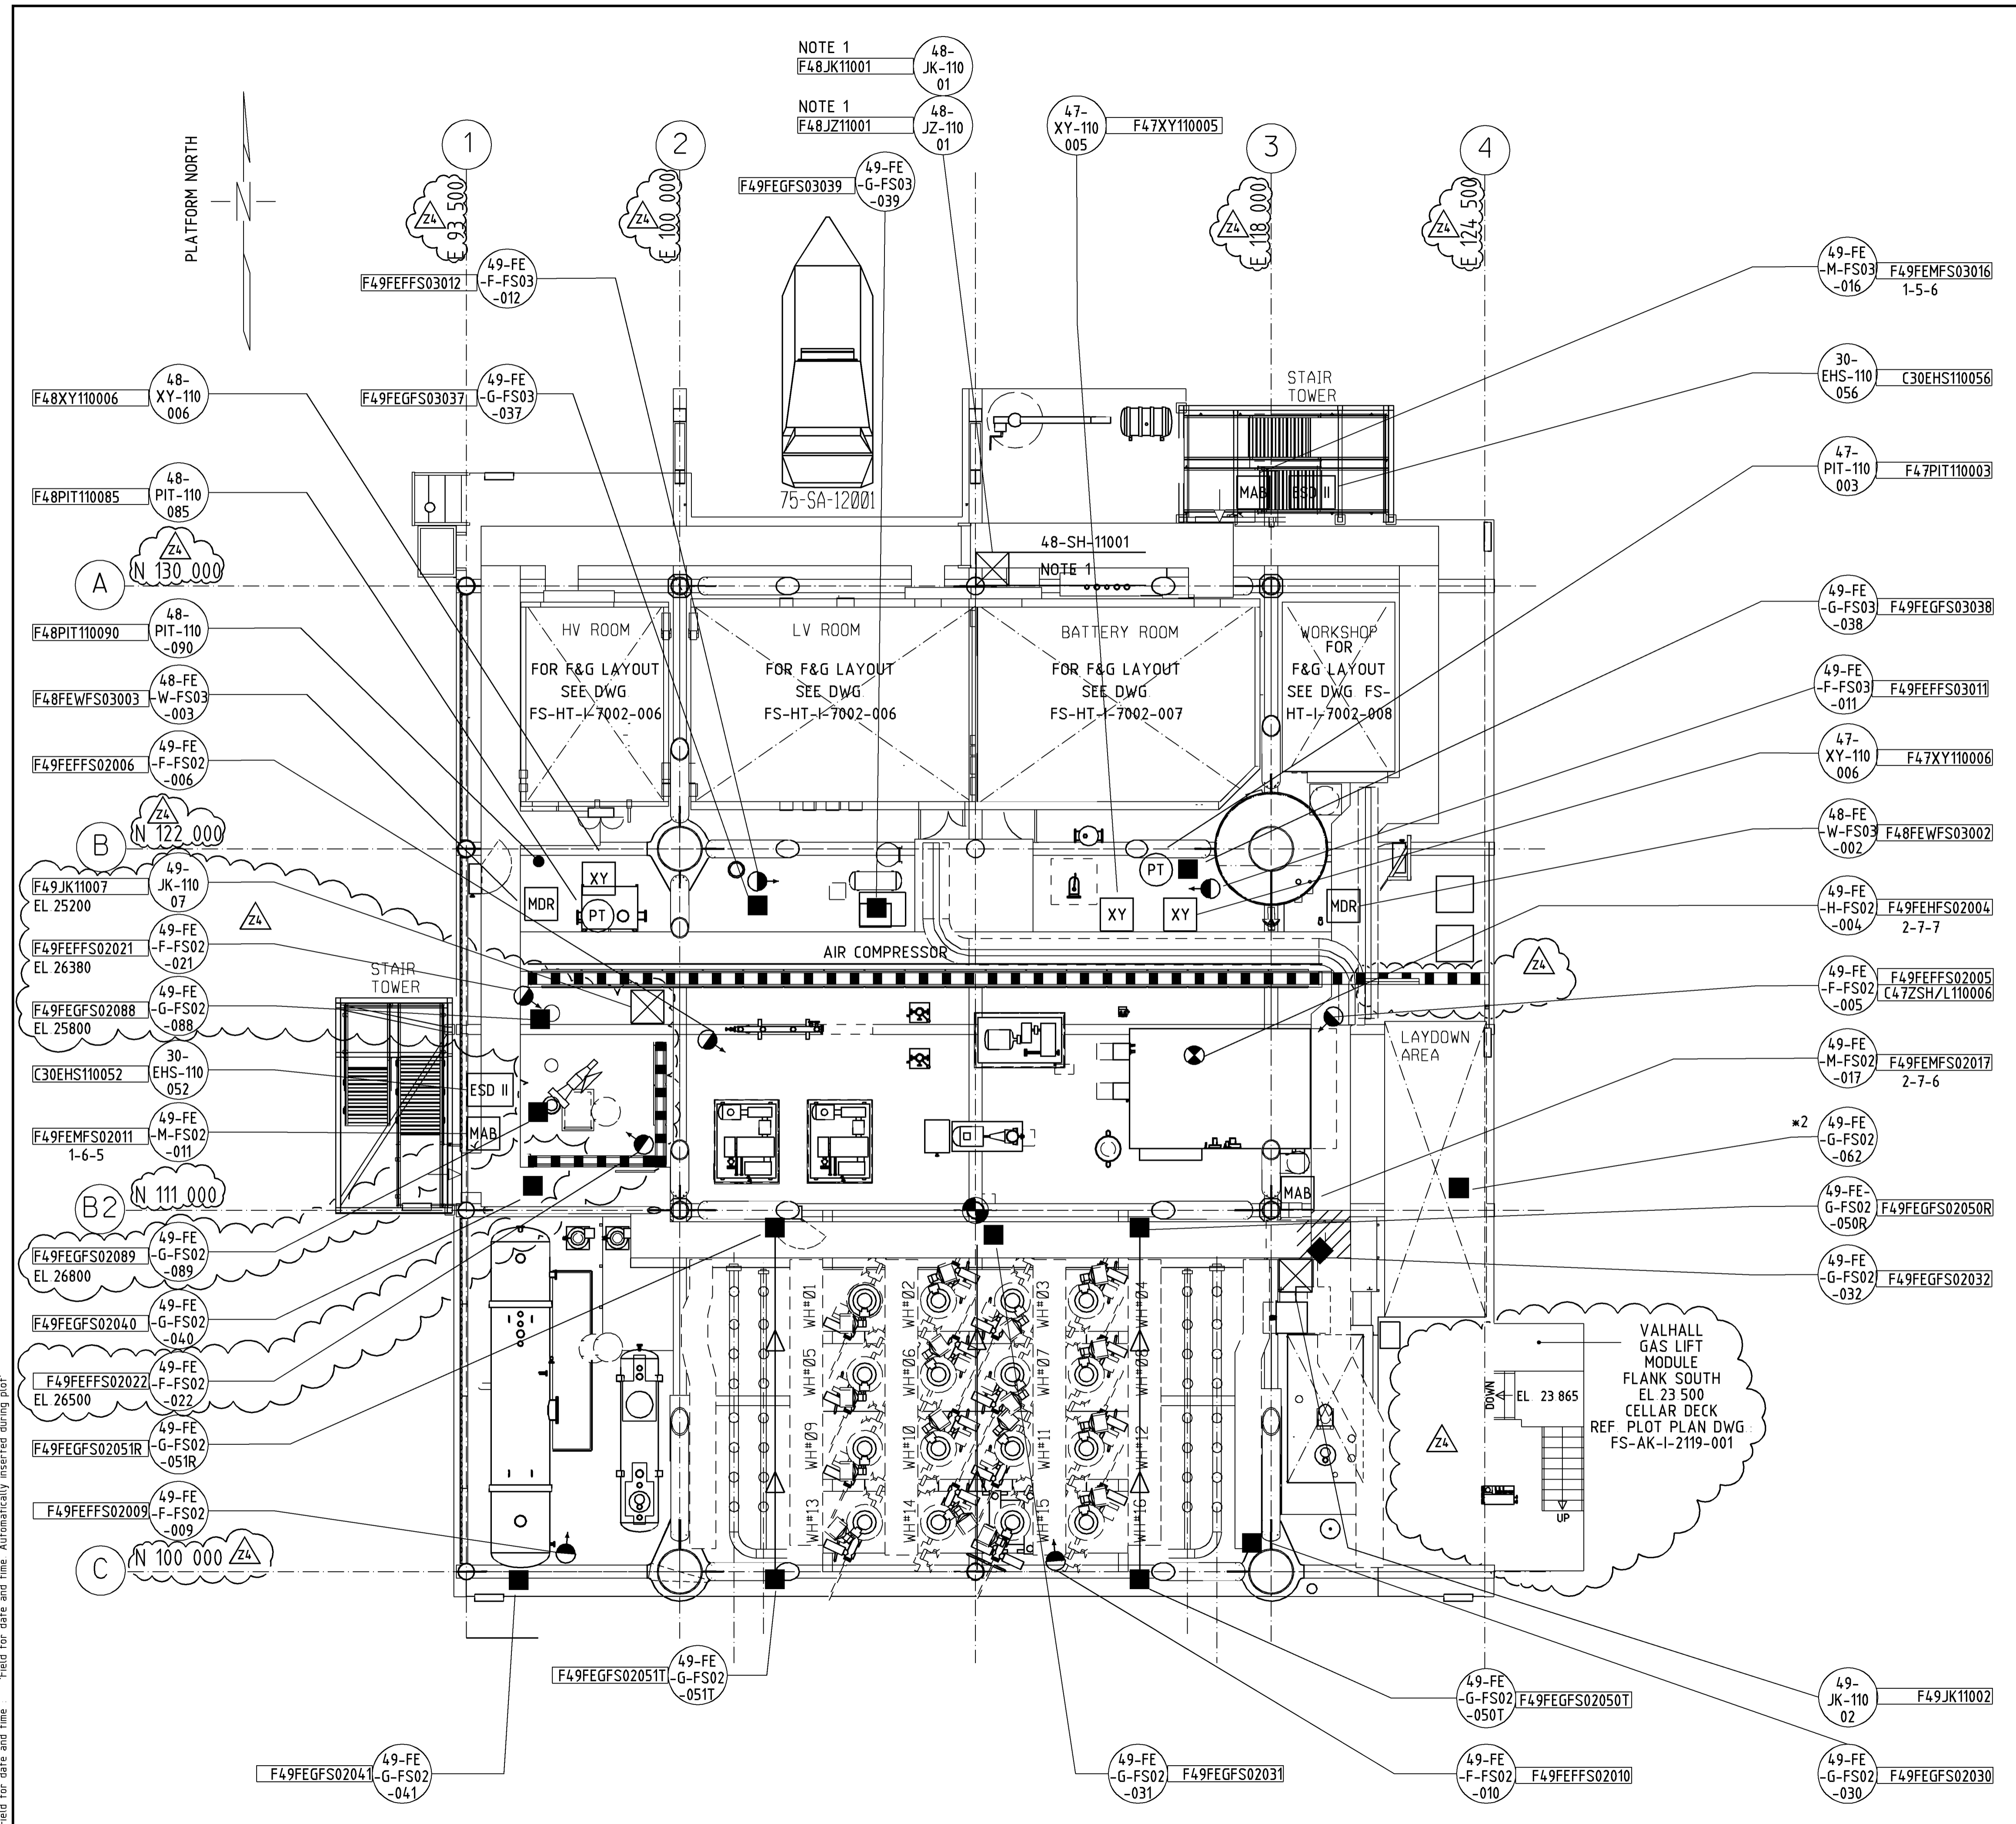 NOTE 1
F48JK11001
48-
JK-110
01
NOTE 1
F48JZ11001
48-
JZ-110
01
47-
XY-110
005
F47XY110005
F49FEGFS03039
49-FE
-G-FS03
-039
PLATFORM NORTH
N
1
2
3
4
Z4
E 93 500
Z4
E 100 000
Z4
E 118 000
Z4
E 124 500
F49FEFFS03012
49-FE
-F-FS03
-012
F49FEGFS03037
49-FE
-G-FS03
-037
F48XY110006
48-
XY-110
006
F48PIT110085
48-
PIT-110
085
Z4
N 130 000
A
F48PIT110090
48-
PIT-110
-090
F48FEWFS03003
48-FE
-W-FS03
-003
F49FEFFS02006
49-FE
-F-FS02
-006
Z4
N 122 000
B
F49JK11007
EL 25200
49-
JK-110
07
Z4
F49FEFFS02021
EL 26380
49-FE
-F-FS02
-021
F49FEGFS02088
EL 25800
49-FE
-G-FS02
-088
C30EHS110052
30-
EHS-110
052
F49FEMFS02011
1-6-5
49-FE
-M-FS02
-011
B2
N 111 000
F49FEGFS02089
EL 26800
49-FE
-G-FS02
-089
F49FEGFS02040
49-FE
-G-FS02
-040
F49FEFFS02022
EL 26500
49-FE
-F-FS02
-022
F49FEGFS02051R
49-FE
-G-FS02
-051R
F49FEFFS02009
49-FE
-F-FS02
-009
C
N 100 000
Z4
F49FEGFS02041
49-FE
-G-FS02
-041
F49FEGFS02051T
49-FE
-G-FS02
-051T
75-SA-12001
STAIR
TOWER
MAB
ESD II
48-SH-11001
NOTE 1
HV ROOM
FOR F&G LAYOUT
SEE DWG
FS-HT-I-7002-006
LV ROOM
FOR F&G LAYOUT
SEE DWG.
FS-HT-I-7002-006
BATTERY ROOM
FOR F&G LAYOUT
SEE DWG.
FS-HT-I-7002-007
WORKSHOP
FOR
F&G LAYOUT
SEE DWG FS-
HT-I-7002-008
MDR
XY
PT
PT
XY
XY
MDR
AIR COMPRESSOR
STAIR
TOWER
ESD II
MAB
LAYDOWN
AREA
MAB
WH#01
WH#02
WH#03
WH#04
WH#05
WH#06
WH#07
WH#08
WH#09
WH#10
WH#11
WH#12
WH#13
WH#14
WH#15
WH#16
VALHALL
GAS LIFT
MODULE
FLANK SOUTH
EL 23 500
CELLAR DECK
REF. PLOT PLAN DWG
FS-AK-I-2119-001
DOWN
EL. 23 865
Z4
UP
49-FE
-M-FS03
-016
F49FEMFS03016
1-5-6
30-
EHS-110
056
C30EHS110056
47-
PIT-110
003
F47PIT110003
49-FE
-G-FS03
-038
F49FEGFS03038
49-FE
-F-FS03
-011
F49FEFFS03011
47-
XY-110
006
F47XY110006
48-FE
-W-FS03
-002
F48FEWFS03002
49-FE
-H-FS02
-004
F49FEHFS02004
2-7-7
Z4
49-FE
-F-FS02
-005
F49FEFFS02005
C47ZSH/L110006
49-FE
-M-FS02
-017
F49FEMFS02017
2-7-6
*2
49-FE
-G-FS02
-062
49-FE-
G-FS02
-050R
F49FEGFS02050R
49-FE
-G-FS02
-032
F49FEGFS02032
49-FE
-G-FS02
-050T
F49FEGFS02050T
49-
JK-110
02
F49JK11002
49-FE
-G-FS02
-031
F49FEGFS02031
49-FE
-F-FS02
-010
F49FEFFS02010
49-FE
-G-FS02
-030
F49FEGFS02030
Field for date and time. Automatically inserted during plot